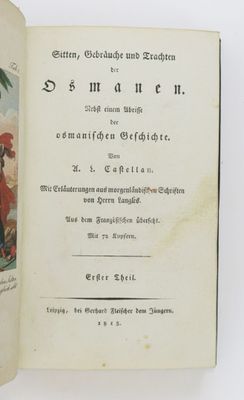 Sitten, Gebräuche und Trachten
der
Osmanen.
Nebst einem Abrisse
der
osmanischen Geschichte.
Von
A. L. Castellan.
Mit Erläuterungen aus morgenländischen Schriften
von Herrn Langlès.
Aus dem Französischen übersetzt.
Mit 72 Kupfern.
Erster Theil.
Leipzig, bei Gerhard Fleischer dem Jüngern.
1815.